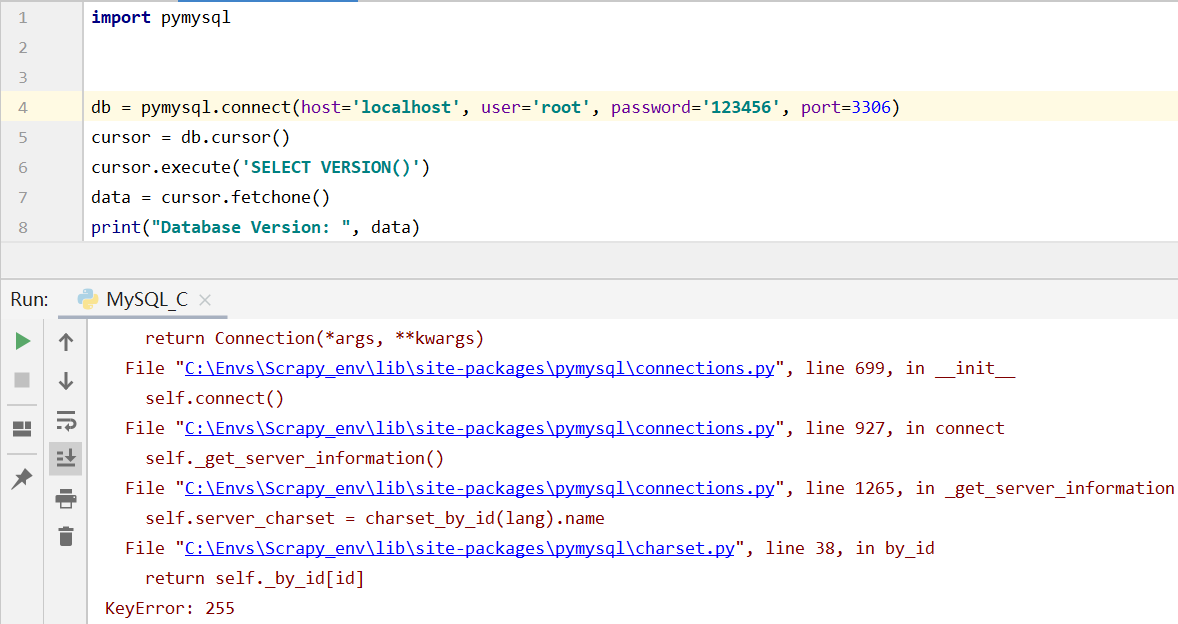 1 import pymysql
2
3
4 db = pymysql.connect(host='localhost', user='root', password='123456', port=3306)
5 cursor = db.cursor()
6 cursor.execute('SELECT VERSION()')
7 data = cursor.fetchone()
8 print("Database Version: ", data)
Run: MySQL_C
return Connection(*args, **kwargs)
File "C:\Envs\Scrapy_env\lib\site-packages\pymysql\connections.py", line 699, in __init__
self.connect()
File "C:\Envs\Scrapy_env\lib\site-packages\pymysql\connections.py", line 927, in connect
self._get_server_information()
File "C:\Envs\Scrapy_env\lib\site-packages\pymysql\connections.py", line 1265, in _get_server_information
self.server_charset = charset_by_id(lang).name
File "C:\Envs\Scrapy_env\lib\site-packages\pymysql\charset.py", line 38, in by_id
return self._by_id[id]
KeyError: 255